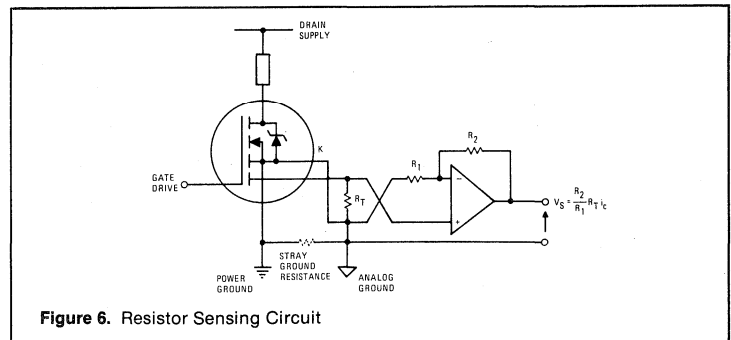 DRAIN
SUPPLY
K
R2
R1
GATE
DRIVE
RT
−
+
VS = R2/R1 RT ic
STRAY
GROUND
RESISTANCE
POWER
GROUND
ANALOG
GROUND
Figure 6. Resistor Sensing Circuit